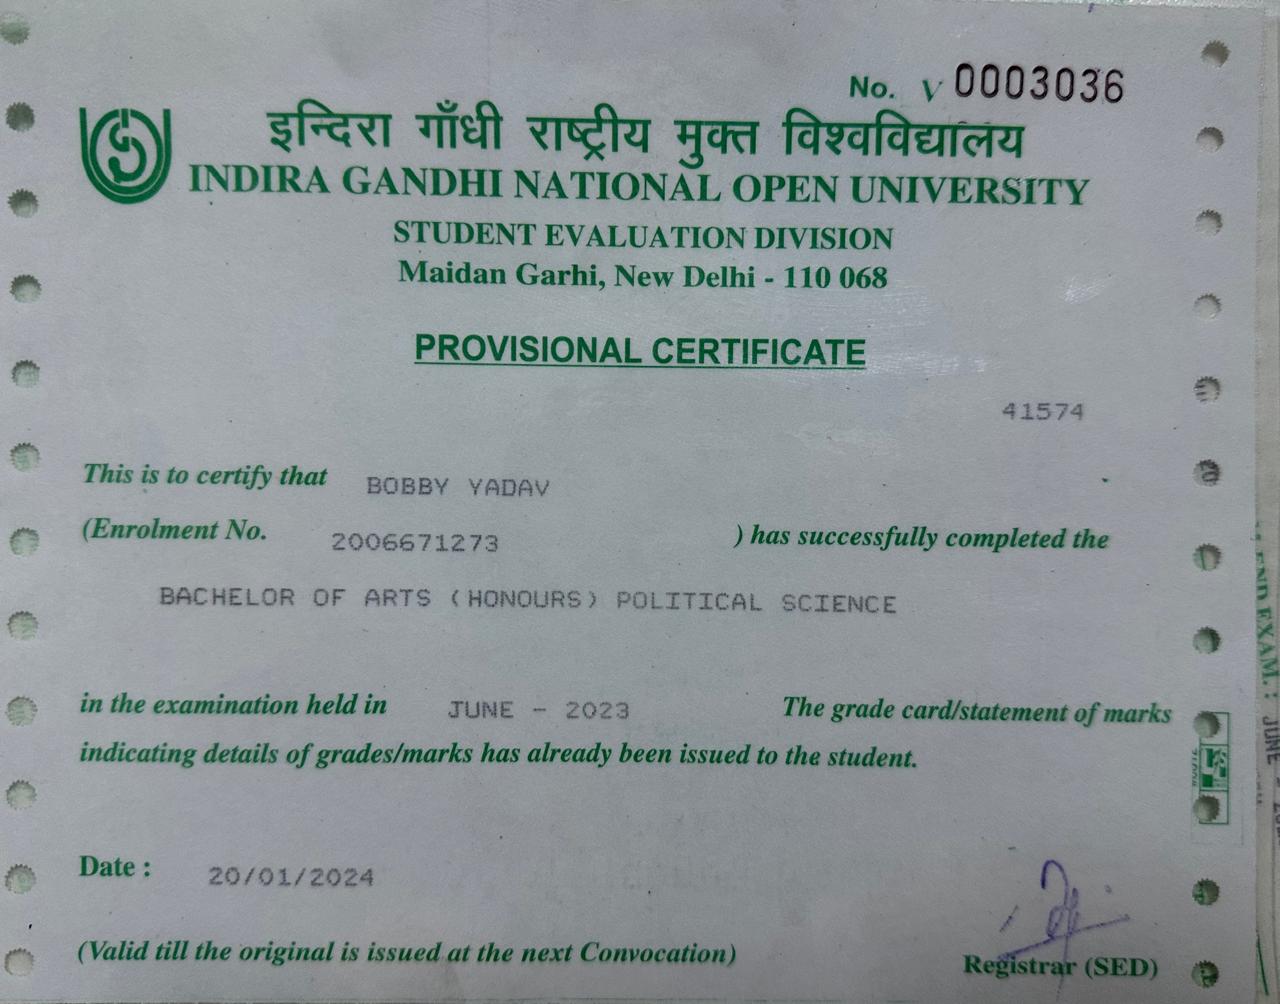 No. V 0003036
इन्दिरा गाँधी राष्ट्रीय मुक्त विश्वविद्यालय
INDIRA GANDHI NATIONAL OPEN UNIVERSITY
STUDENT EVALUATION DIVISION
Maidan Garhi, New Delhi - 110 068
PROVISIONAL CERTIFICATE
41574
This is to certify that BOBBY YADAV
(Enrolment No. 2006671273 ) has successfully completed the
BACHELOR OF ARTS (HONOURS) POLITICAL SCIENCE
in the examination held in JUNE - 2023 The grade card/statement of marks
indicating details of grades/marks has already been issued to the student.
Date : 20/01/2024
(Valid till the original is issued at the next Convocation)
Registrar (SED)
END EXAM. : JUNE